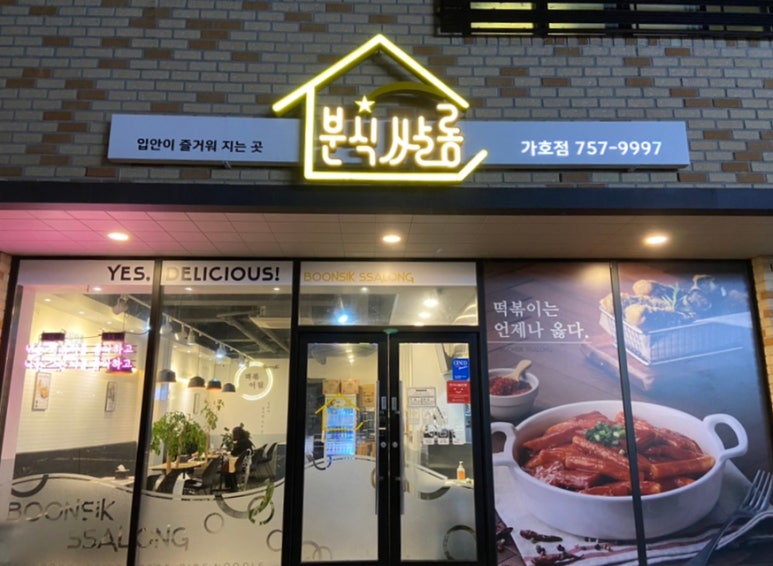 분식싸롱
입안이 즐거워 지는 곳
가호점 757-9997
YES, DELICIOUS!
BOONSIK SSALONG
떡볶이는
언제나 옳다.
BOONSIK
SSALONG